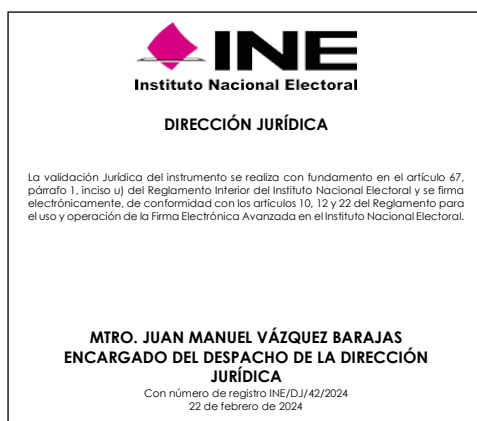 INE
Instituto Nacional Electoral
DIRECCIÓN JURÍDICA
La validación Jurídica del instrumento se realiza con fundamento en el artículo 67,
párrafo 1, inciso u) del Reglamento Interior del Instituto Nacional Electoral y se firma
electrónicamente, de conformidad con los artículos 10, 12 y 22 del Reglamento para
el uso y operación de la Firma Electrónica Avanzada en el Instituto Nacional Electoral.
MTRO. JUAN MANUEL VÁZQUEZ BARAJAS
ENCARGADO DEL DESPACHO DE LA DIRECCIÓN
JURÍDICA
Con número de registro INE/DJ/42/2024
22 de febrero de 2024